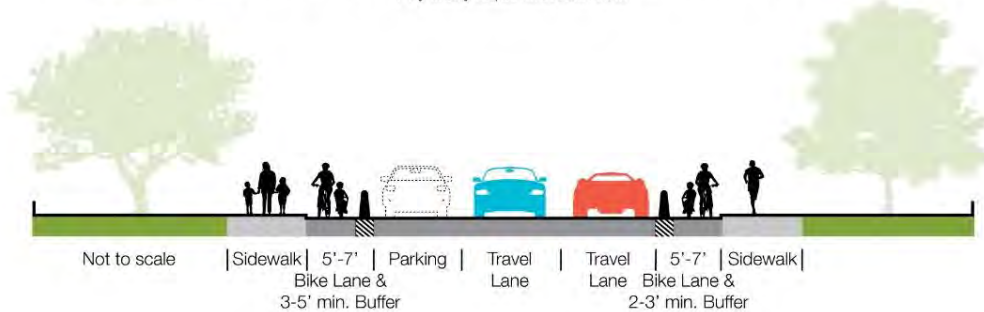 Not to scale | Sidewalk | 5'-7' | Parking | Travel | Travel | 5'-7' | Sidewalk |
Bike Lane & Lane Lane Bike Lane &
3-5' min. Buffer 2-3' min. Buffer